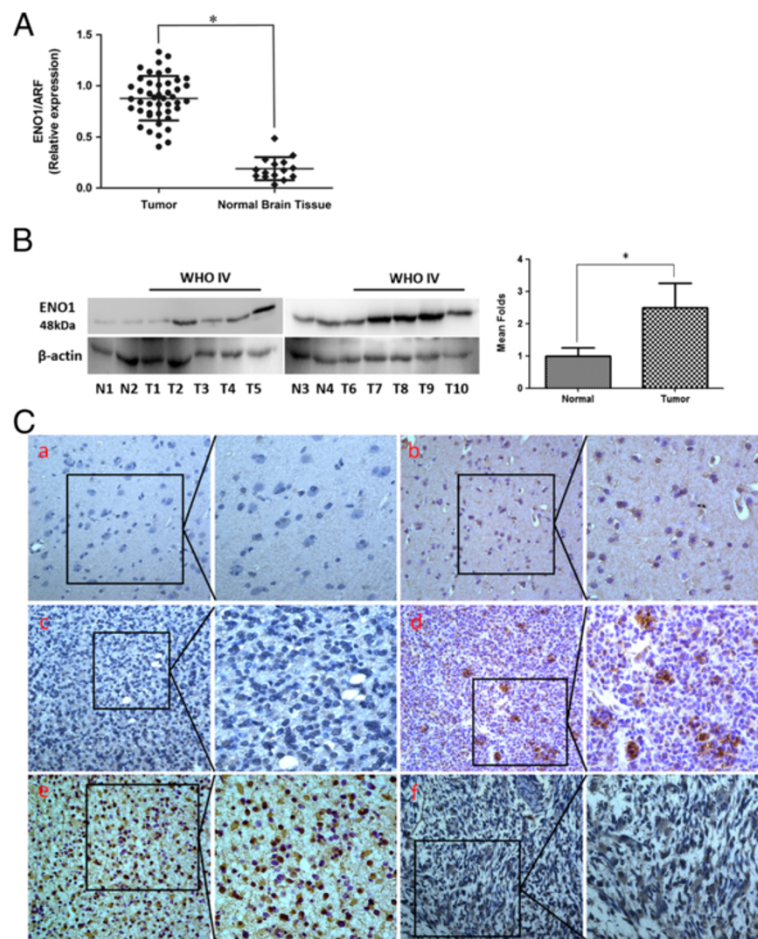 A
*
ENO1/ARF
(Relative expression)
1.5
1.0
0.5
0.0
Tumor
Normal Brain Tissue
B
WHO IV
WHO IV
ENO1
48kDa
β-actin
N1 N2 T1 T2 T3 T4 T5
N3 N4 T6 T7 T8 T9 T10
*
Mean Folds
4
3
2
1
0
Normal
Tumor
C
a
b
c
d
e
f